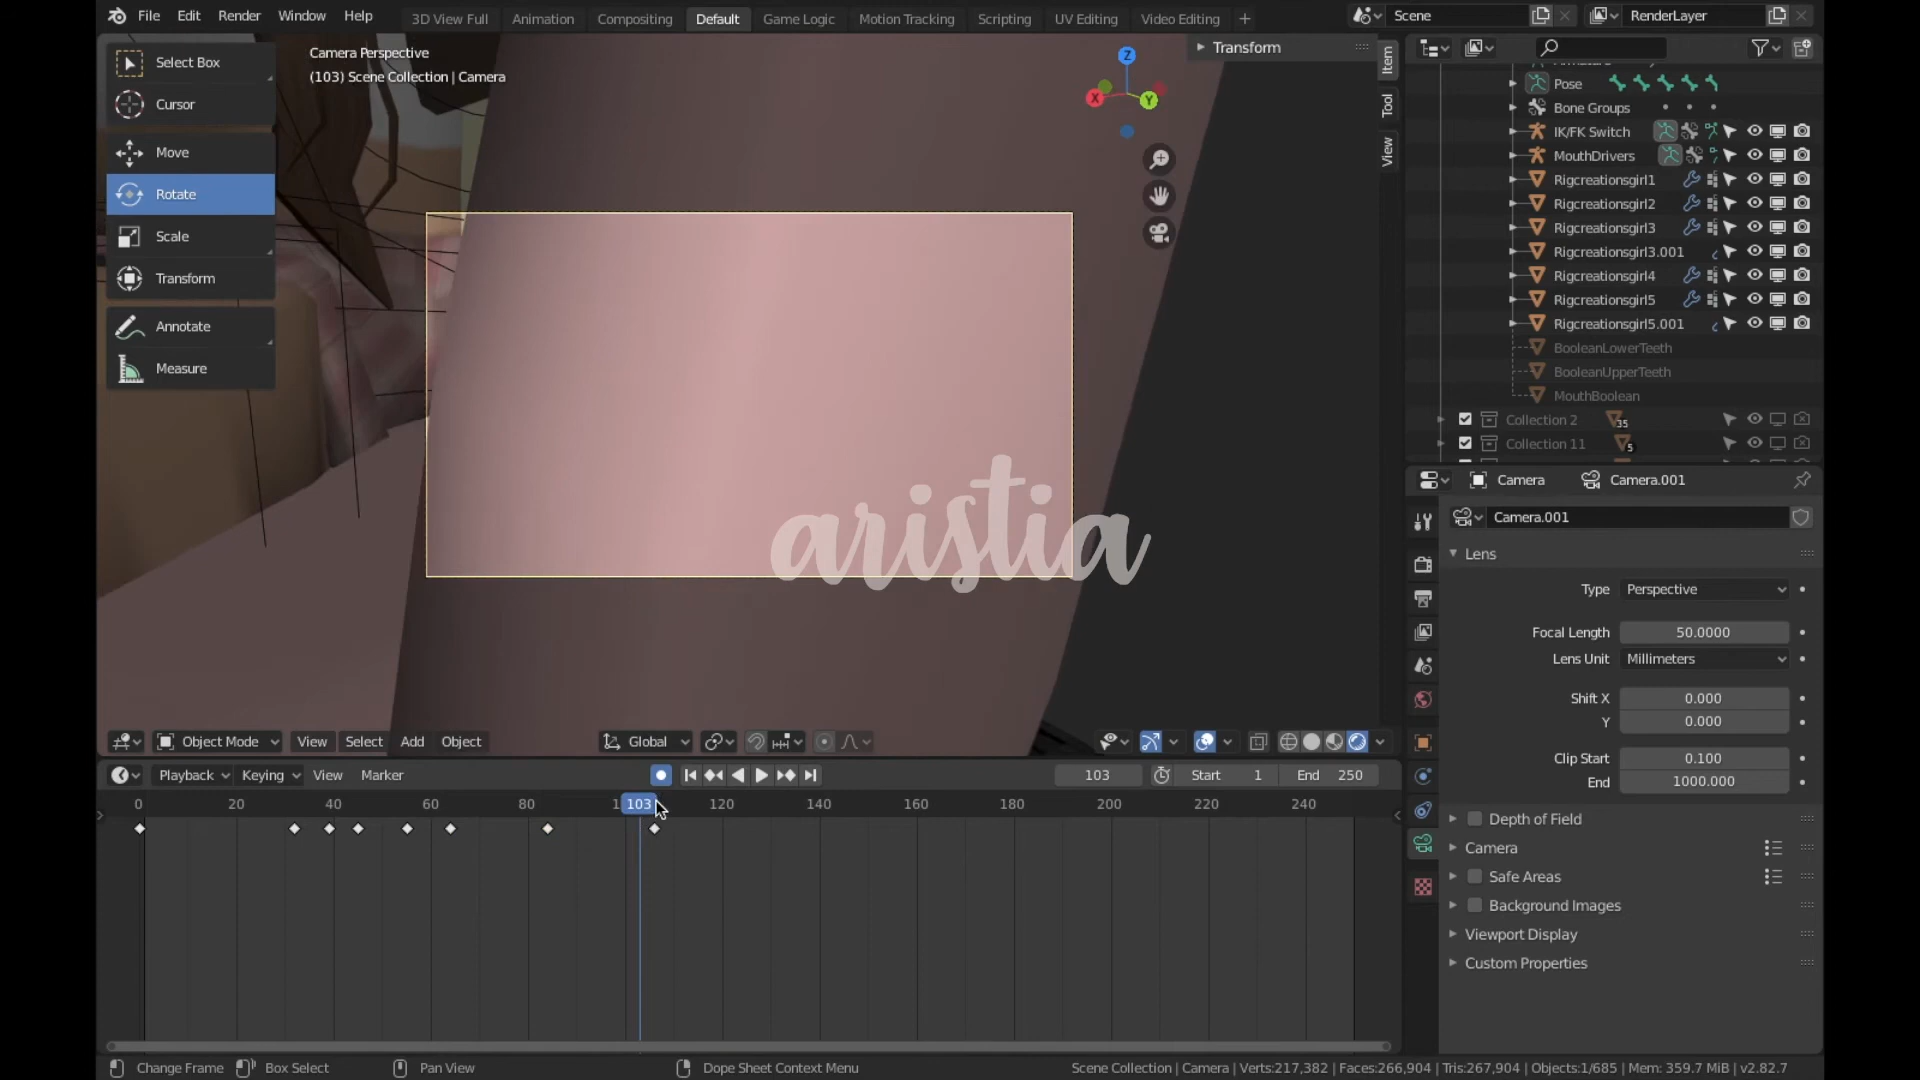 File Edit Render Window Help
3D View Full Animation Compositing Default Game Logic Motion Tracking Scripting UV Editing Video Editing +
Scene
RenderLayer
Select Box
Cursor
Move
Rotate
Scale
Transform
Annotate
Measure
Camera Perspective
(103) Scene Collection | Camera
Transform
Item
Tool
View
Z
X
Y
Pose
Bone Groups
IK/FK Switch
MouthDrivers
Rigcreationsgirl1
Rigcreationsgirl2
Rigcreationsgirl3
Rigcreationsgirl3.001
Rigcreationsgirl4
Rigcreationsgirl5
Rigcreationsgirl5.001
BooleanLowerTeeth
BooleanUpperTeeth
MouthBoolean
Collection 2 35
Collection 11 5
aristia
Camera Camera.001
Camera.001
Lens
Type Perspective
Focal Length 50.0000
Lens Unit Millimeters
Shift X 0.000
Y 0.000
Clip Start 0.100
End 1000.000
Depth of Field
Camera
Safe Areas
Background Images
Viewport Display
Custom Properties
Object Mode View Select Add Object Global
Playback Keying View Marker 103 Start 1 End 250
0 20 40 60 80 103 120 140 160 180 200 220 240
Change Frame Box Select Pan View Dope Sheet Context Menu
Scene Collection | Camera | Verts:217,382 | Faces:266,904 | Tris:267,904 | Objects:1/685 | Mem: 359.7 MiB | v2.82.7